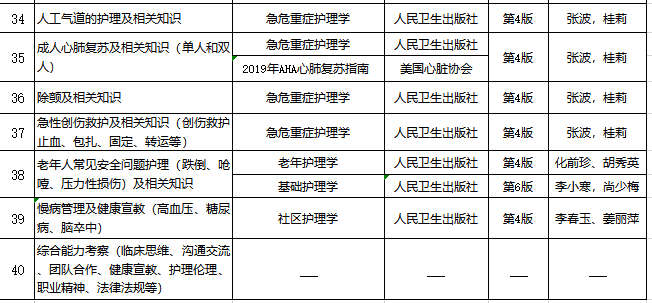 34 人工气道的护理及相关知识 急危重症护理学 人民卫生出版社 第4版 张波，桂莉
35 成人心肺复苏及相关知识（单人和双人） 急危重症护理学 人民卫生出版社 第4版 张波，桂莉
2019年AHA心肺复苏指南 美国心脏协会
36 除颤及相关知识 急危重症护理学 人民卫生出版社 第4版 张波，桂莉
37 急性创伤救护及相关知识（创伤救护
止血、包扎、固定、转运等） 急危重症护理学 人民卫生出版社 第4版 张波，桂莉
38 老年人常见安全问题护理（跌倒、呛
噎、压力性损伤）及相关知识 老年护理学 人民卫生出版社 第4版 化前珍、胡秀英
基础护理学 人民卫生出版社 第6版 李小寒，尚少梅
39 慢病管理及健康宣教（高血压、糖尿
病、脑卒中） 社区护理学 人民卫生出版社 第4版 李春玉、姜丽萍
40 综合能力考察（临床思维、沟通交流
、团队合作、健康宣教、护理伦理、
职业精神、法律法规等） —— —— —— ——